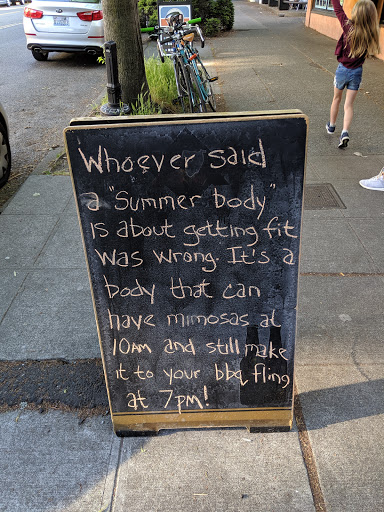 Whoever said
a "Summer body"
is about getting fit
was wrong. It's a
body that can
have mimosas at
10AM and still make
it to your bbq fling
at 7pm!